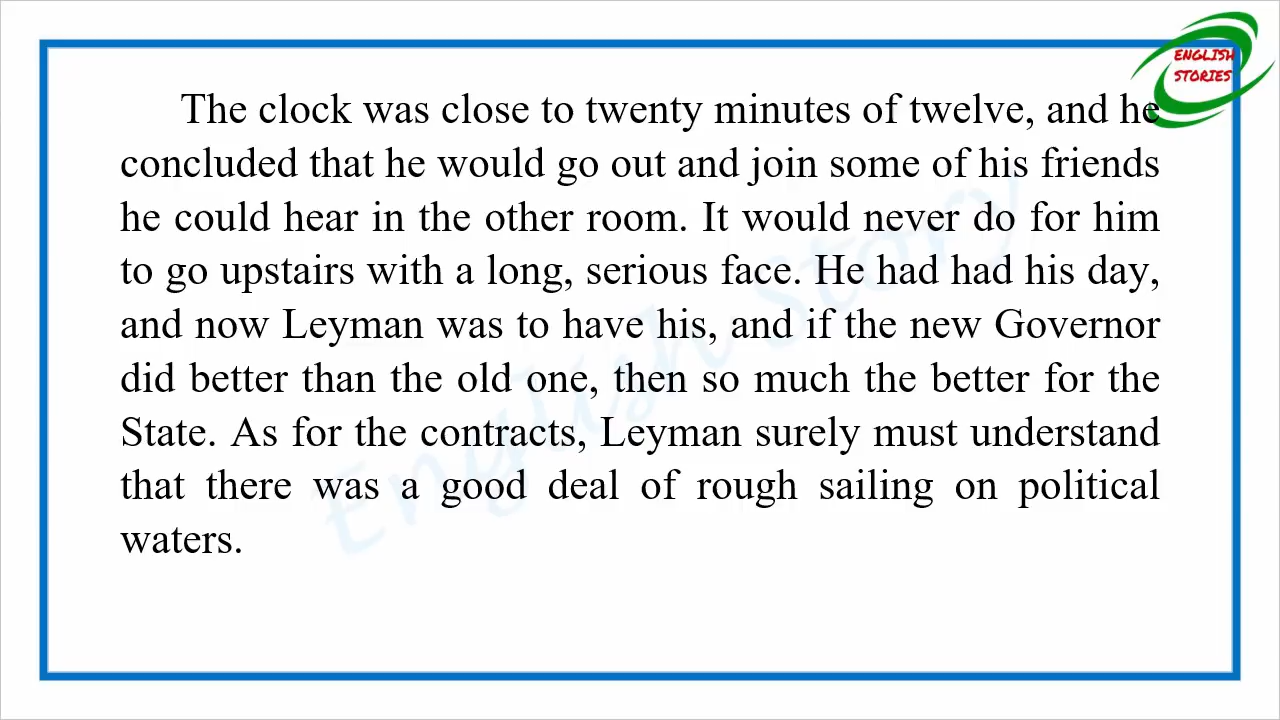 ENGLISH
STORIES
The clock was close to twenty minutes of twelve, and he
concluded that he would go out and join some of his friends
he could hear in the other room. It would never do for him
to go upstairs with a long, serious face. He had had his day,
and now Leyman was to have his, and if the new Governor
did better than the old one, then so much the better for the
State. As for the contracts, Leyman surely must understand
that there was a good deal of rough sailing on political
waters.
English Story